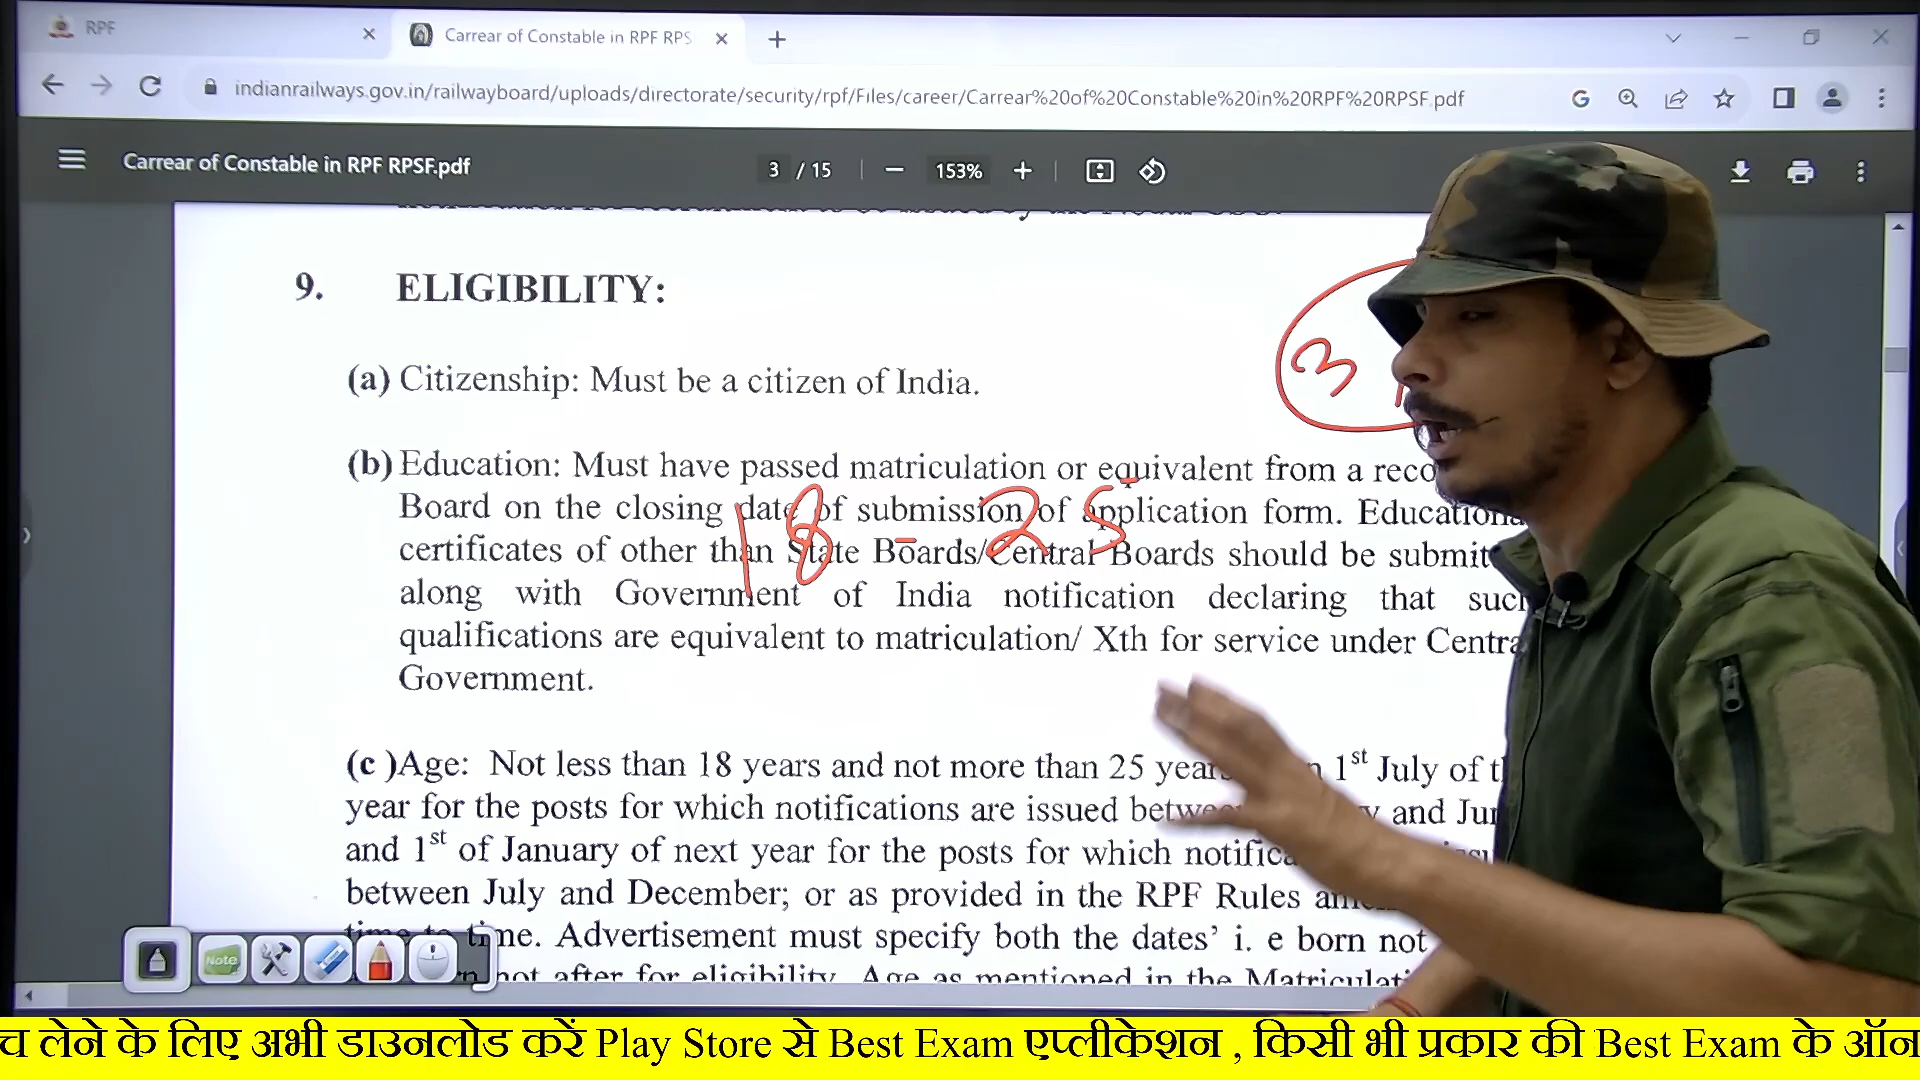 RPF
Carrear of Constable in RPF RPS
indianrailways.gov.in/railwayboard/uploads/directorate/security/rpf/Files/career/Carrear%20of%20Constable%20in%20RPF%20RPSF.pdf
Carrear of Constable in RPF RPSF.pdf
3 / 15
153%
9. ELIGIBILITY:
3
(a) Citizenship: Must be a citizen of India.
(b) Education: Must have passed matriculation or equivalent from a reco
Board on the closing date of submission of application form. Educationa
18 25
certificates of other than State Boards/Central Boards should be submit
along with Government of India notification declaring that suc
qualifications are equivalent to matriculation/ Xth for service under Centra
Government.
(c )Age: Not less than 18 years and not more than 25 year 1st July of t
year for the posts for which notifications are issued betwe and Jun
and 1st of January of next year for the posts for which notifica
between July and December; or as provided in the RPF Rules am
time to time. Advertisement must specify both the dates' i. e born not
not after for eligibility. Age as mentioned in the Matriculat
Note
च लेने के लिए अभी डाउनलोड करें Play Store से Best Exam एप्लीकेशन , किसी भी प्रकार की Best Exam के ऑन